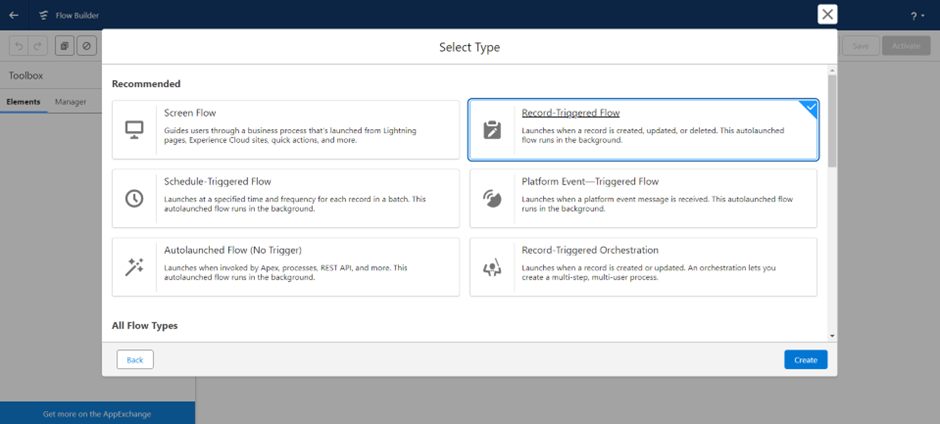 Flow Builder
?
Save
Activate
Select Type
Toolbox
Elements
Manager
Recommended
Screen Flow
Guides users through a business process that's launched from Lightning
pages, Experience Cloud sites, quick actions, and more.
Record-Triggered Flow
Launches when a record is created, updated, or deleted. This autolaunched
flow runs in the background.
Schedule-Triggered Flow
Launches at a specified time and frequency for each record in a batch. This
autolaunched flow runs in the background.
Platform Event—Triggered Flow
Launches when a platform event message is received. This autolaunched flow
runs in the background.
Autolaunched Flow (No Trigger)
Launches when invoked by Apex, processes, REST API, and more. This
autolaunched flow runs in the background.
Record-Triggered Orchestration
Launches when a record is created or updated. An orchestration lets you
create a multi-step, multi-user process.
All Flow Types
Back
Create
Get more on the AppExchange